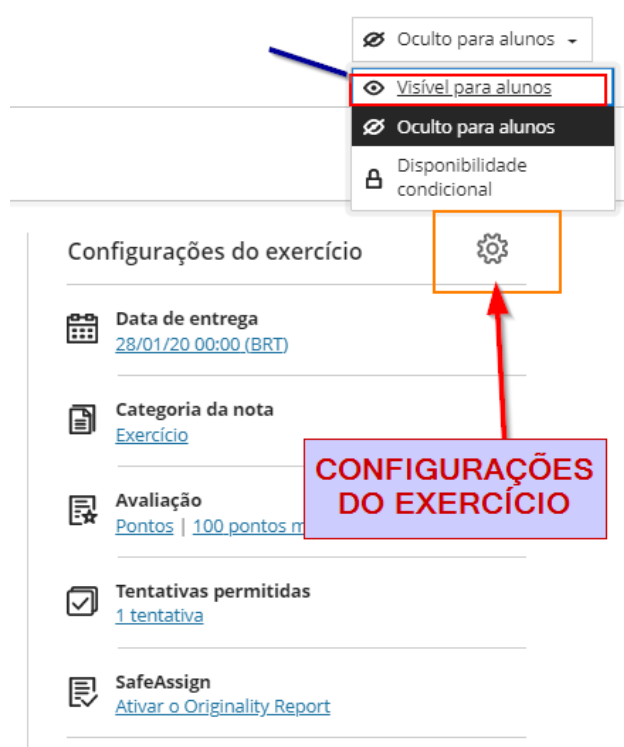 Oculto para alunos
Visível para alunos
Oculto para alunos
Disponibilidade
condicional
Configurações do exercício
Data de entrega
28/01/20 00:00 (BRT)
Categoria da nota
Exercício
CONFIGURAÇÕES
DO EXERCÍCIO
Avaliação
Pontos | 100 pontos
Tentativas permitidas
1 tentativa
SafeAssign
Ativar o Originality Report